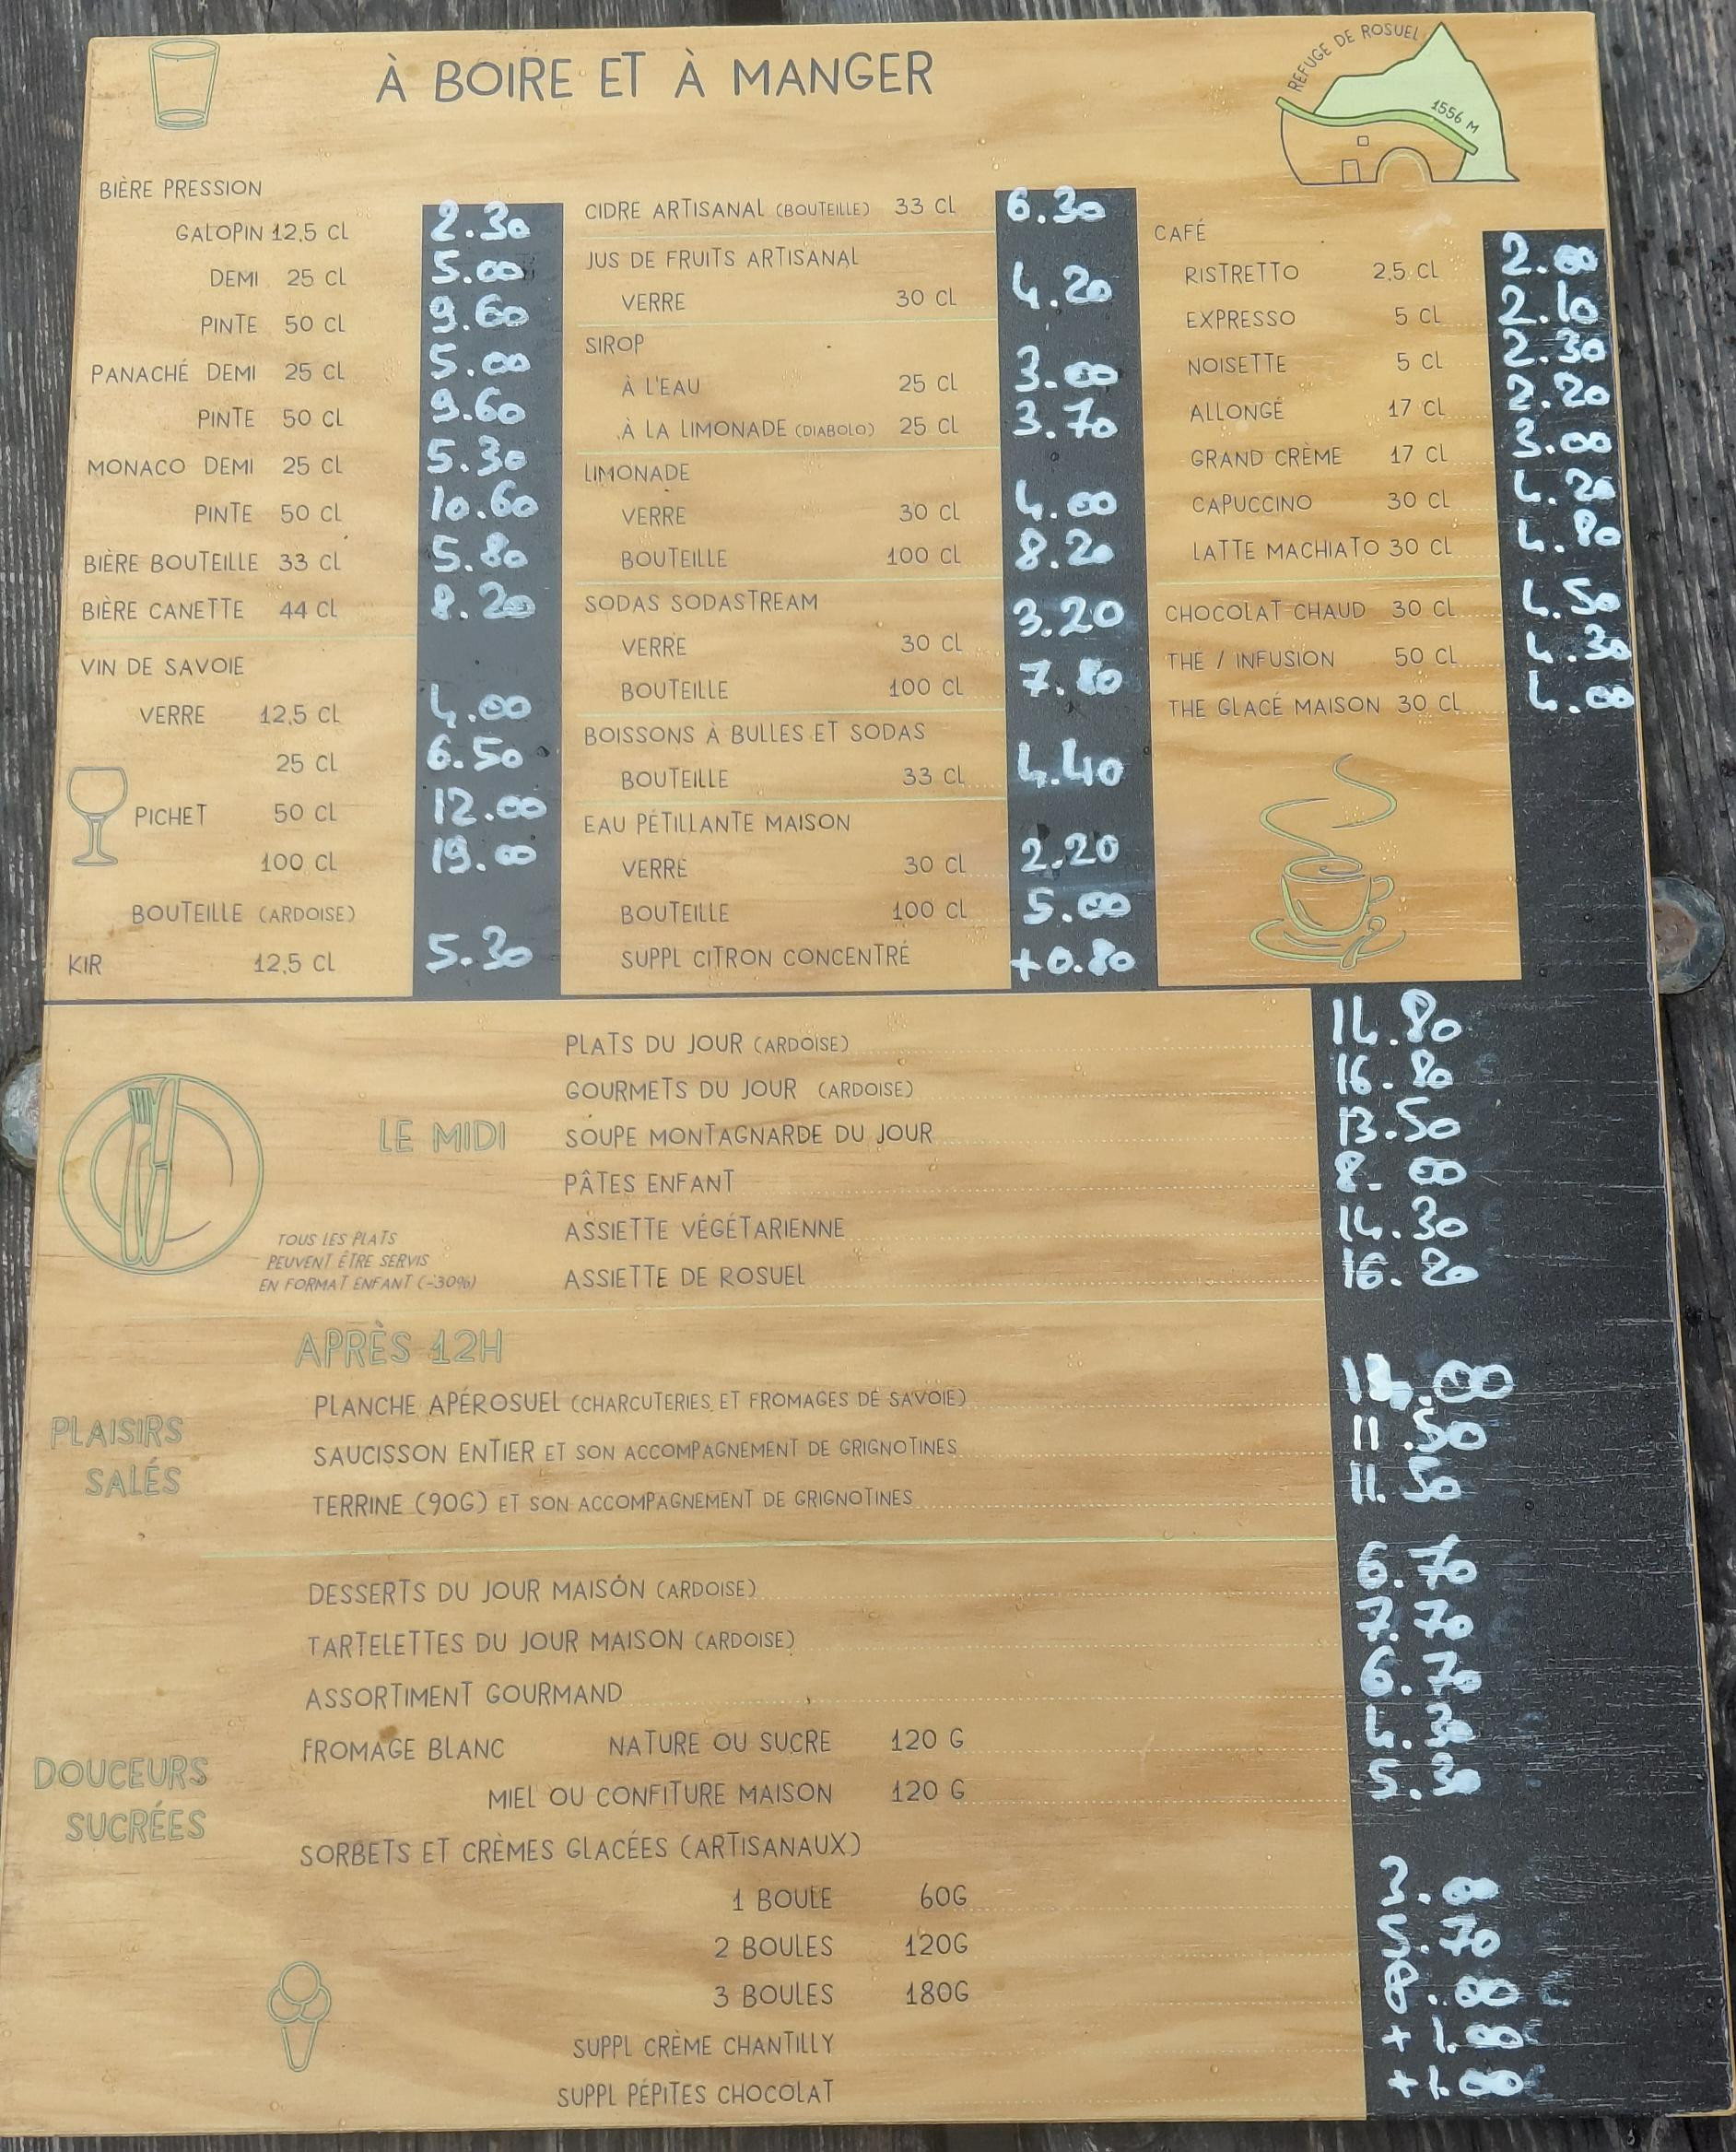 À BOIRE ET À MANGER
REFUGE DE ROSUEL
1556 M
BIÈRE PRESSION
GALOPIN 12,5 Cl 2.30
DEMI 25 Cl 5.00
PINTE 50 Cl 9.60
PANACHÉ DEMI 25 Cl 5.00
PINTE 50 Cl 9.60
MONACO DEMI 25 Cl 5.30
PINTE 50 Cl 10.60
BIÈRE BOUTEILLE 33 Cl 5.80
BIÈRE CANETTE 44 Cl 8.20
VIN DE SAVOIE
VERRE 12,5 Cl 4.00
25 Cl 6.50
PICHET 50 Cl 12.00
100 Cl 19.00
BOUTEILLE (ARDOISE)
KIR 12,5 Cl 5.30
CIDRE ARTISANAL (BOUTEILLE) 33 Cl 6.30
JUS DE FRUITS ARTISANAL
VERRE 30 Cl 4.20
SIROP
À L'EAU 25 Cl 3.00
À LA LIMONADE (DIABOLO) 25 Cl 3.70
LIMONADE
VERRE 30 Cl 4.00
BOUTEILLE 100 Cl 8.20
SODAS SODASTREAM
VERRE 30 Cl 3.20
BOUTEILLE 100 Cl 7.80
BOISSONS À BULLES ET SODAS
BOUTEILLE 33 Cl 4.40
EAU PÉTILLANTE MAISON
VERRE 30 Cl 2.20
BOUTEILLE 100 Cl 5.00
SUPPL CITRON CONCENTRÉ +0.80
CAFÉ
RISTRETTO 2,5 Cl 2.00
EXPRESSO 5 Cl 2.10
NOISETTE 5 Cl 2.30
ALLONGÉ 17 Cl 2.20
GRAND CRÈME 17 Cl 3.00
CAPUCCINO 30 Cl 4.20
LATTE MACHIATO 30 Cl 4.80
CHOCOLAT CHAUD 30 Cl 4.50
THÉ / INFUSION 50 Cl 4.30
THÉ GLACÉ MAISON 30 Cl 4.00
LE MIDI
TOUS LES PLATS
PEUVENT ÊTRE SERVIS
EN FORMAT ENFANT (-30%)
PLATS DU JOUR (ARDOISE) 14.80
GOURMETS DU JOUR (ARDOISE) 16.80
SOUPE MONTAGNARDE DU JOUR 13.50
PÂTES ENFANT 8.00
ASSIETTE VÉGÉTARIENNE 14.30
ASSIETTE DE ROSUEL 16.20
PLAISIRS
SALÉS
APRÈS 12H
PLANCHE APÉROSUEL (CHARCUTERIES ET FROMAGES DE SAVOIE)
SAUCISSON ENTIER ET SON ACCOMPAGNEMENT DE GRIGNOTINES 11.50
TERRINE (90G) ET SON ACCOMPAGNEMENT DE GRIGNOTINES 11.50
DOUCEURS
SUCRÉES
DESSERTS DU JOUR MAISON (ARDOISE) 6.70
TARTELETTES DU JOUR MAISON (ARDOISE) 7.70
ASSORTIMENT GOURMAND 6.70
FROMAGE BLANC NATURE OU SUCRE 120 G 4.30
MIEL OU CONFITURE MAISON 120 G 5.30
SORBETS ET CRÈMES GLACÉES (ARTISANAUX)
1 BOULE 60G
2 BOULES 120G 5.70
3 BOULES 180G 8.00
SUPPL CRÈME CHANTILLY +1.00
SUPPL PÉPITES CHOCOLAT +1.00